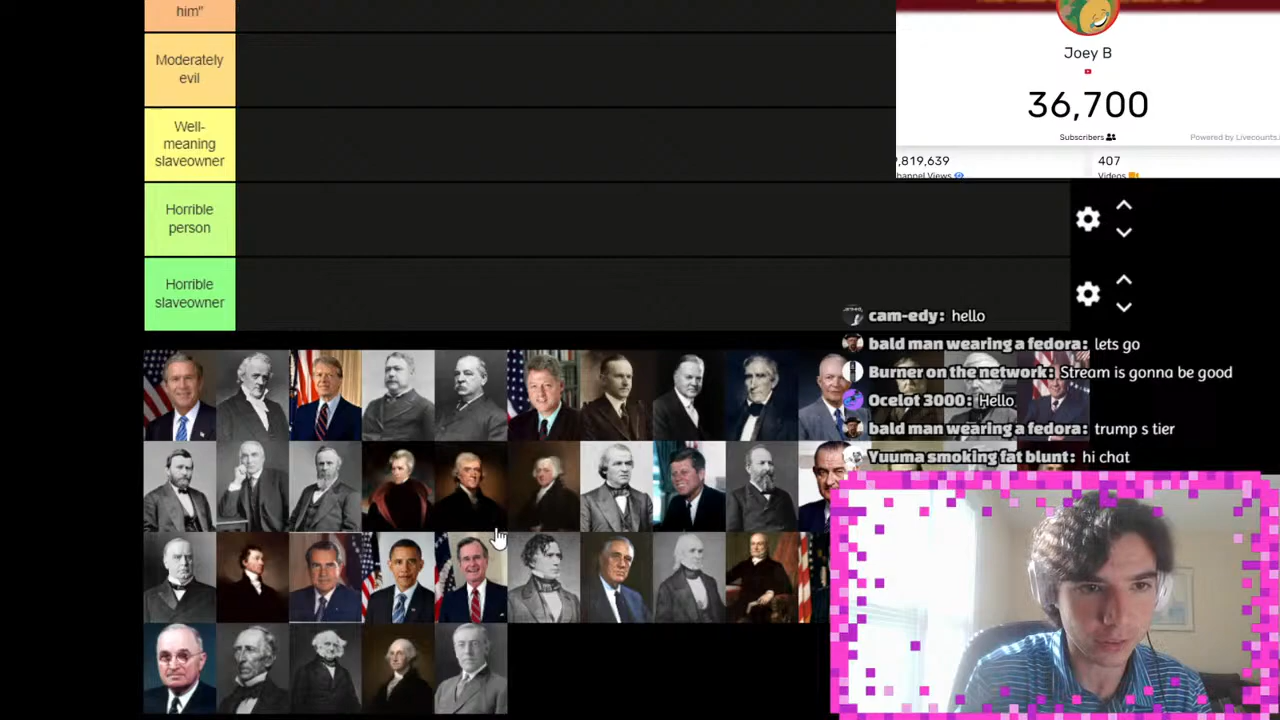 him"
Moderately
evil
Well-
meaning
slaveowner
Horrible
person
Horrible
slaveowner
Joey B
36,700
Subscribers
Powered by Livecounts.
,819,639
hannel Views
407
Videos
cam-edy: hello
bald man wearing a fedora: lets go
Burner on the network: Stream is gonna be good
Ocelot 3000: Hello
bald man wearing a fedora: trump s tier
Yuuma smoking fat blunt: hi chat